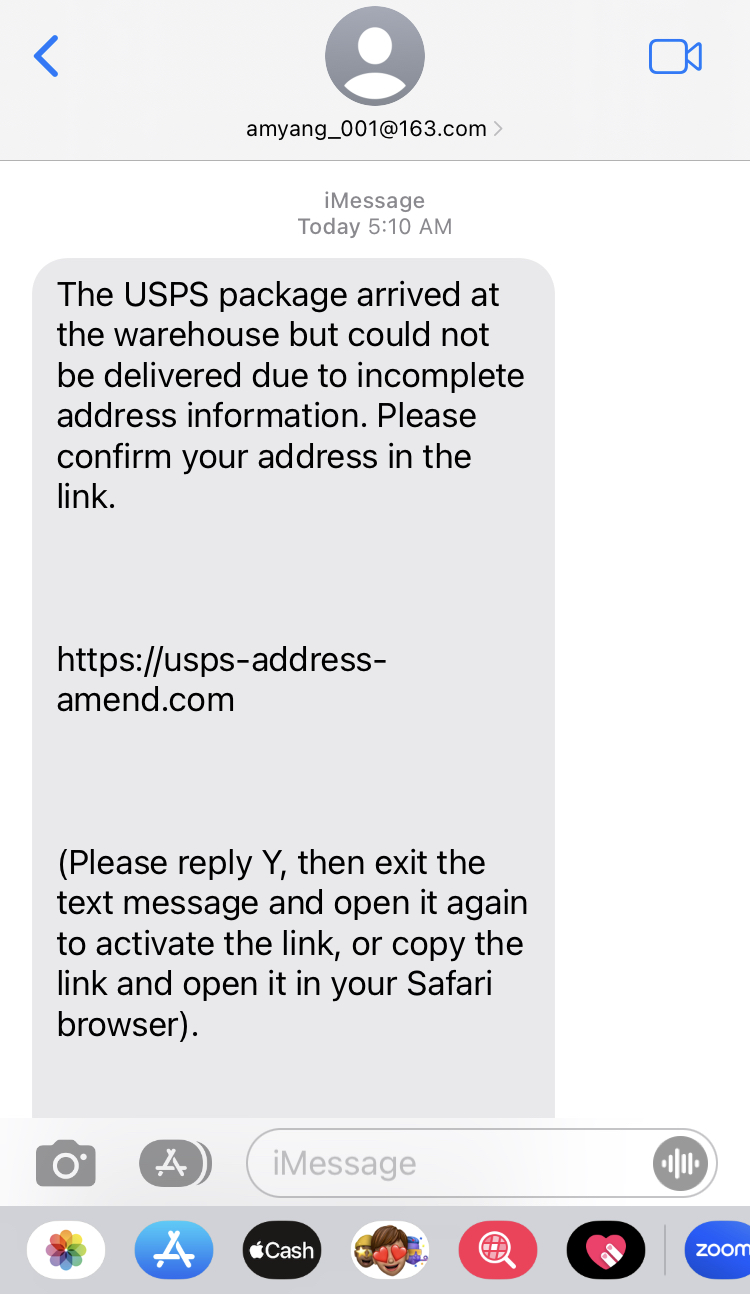 amyang_001@163.com
iMessage
Today 5:10 AM
The USPS package arrived at
the warehouse but could not
be delivered due to incomplete
address information. Please
confirm your address in the
link.
https://usps-address-
amend.com
(Please reply Y, then exit the
text message and open it again
to activate the link, or copy the
link and open it in your Safari
browser).
iMessage
Cash
zoom